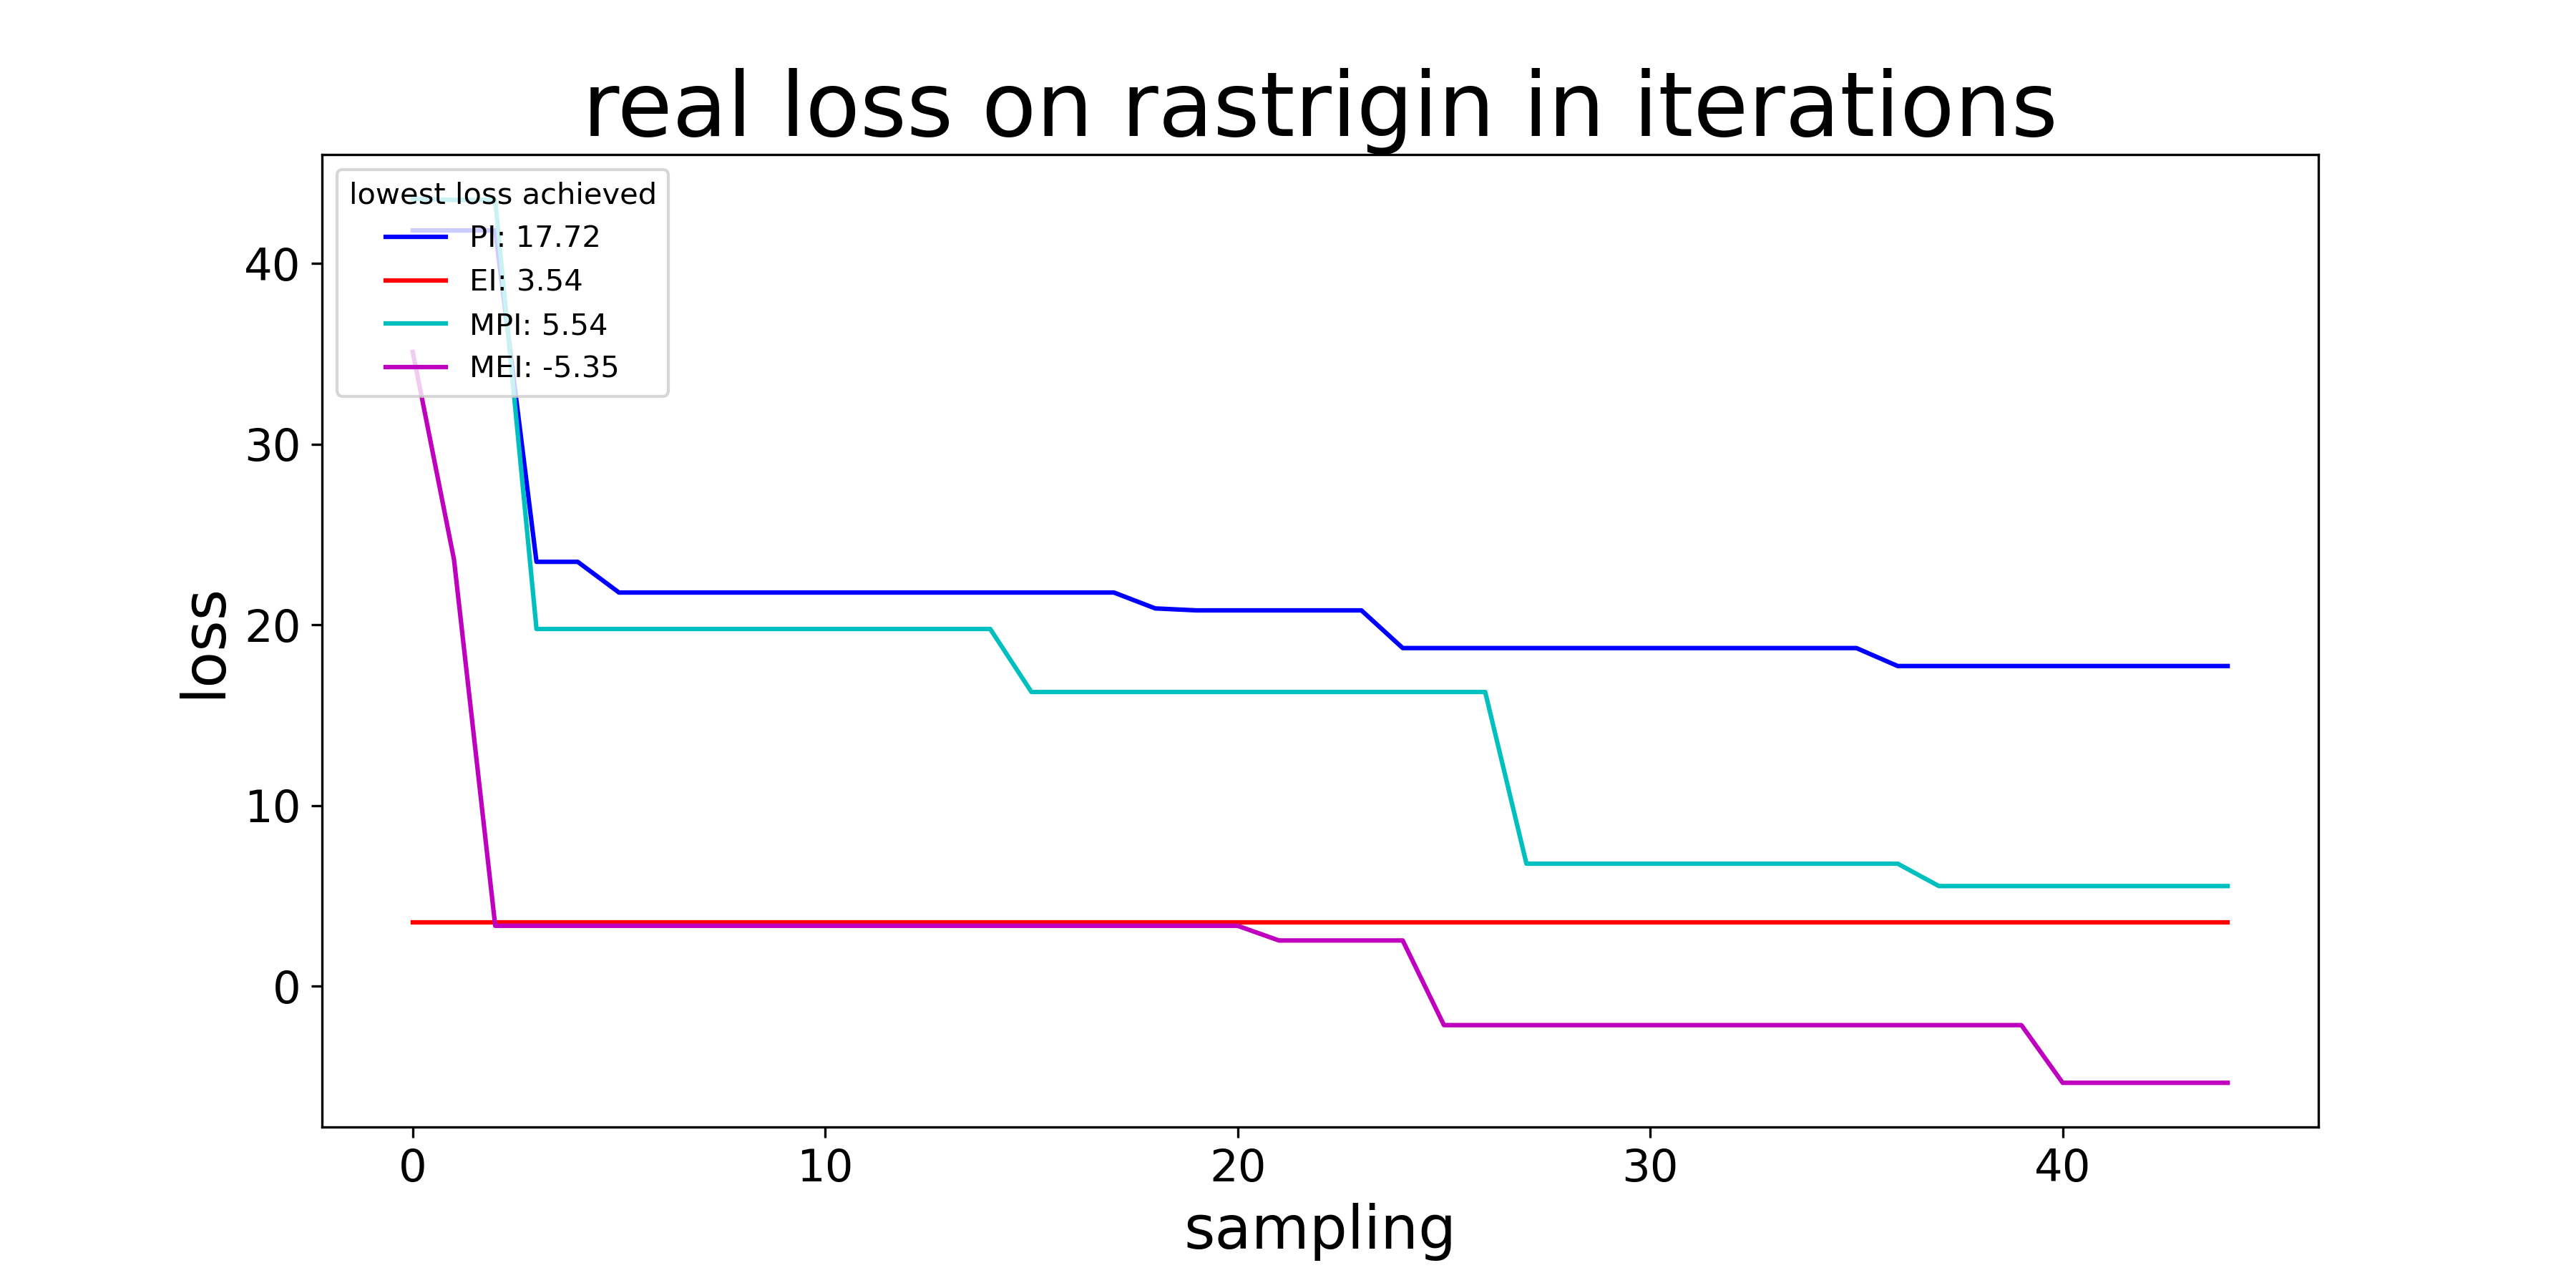 real loss on rastrigin in iterations
lowest loss achieved
PI: 17.72
EI: 3.54
MPI: 5.54
MEI: -5.35
loss
40
30
20
10
0
0 10 20 30 40
sampling